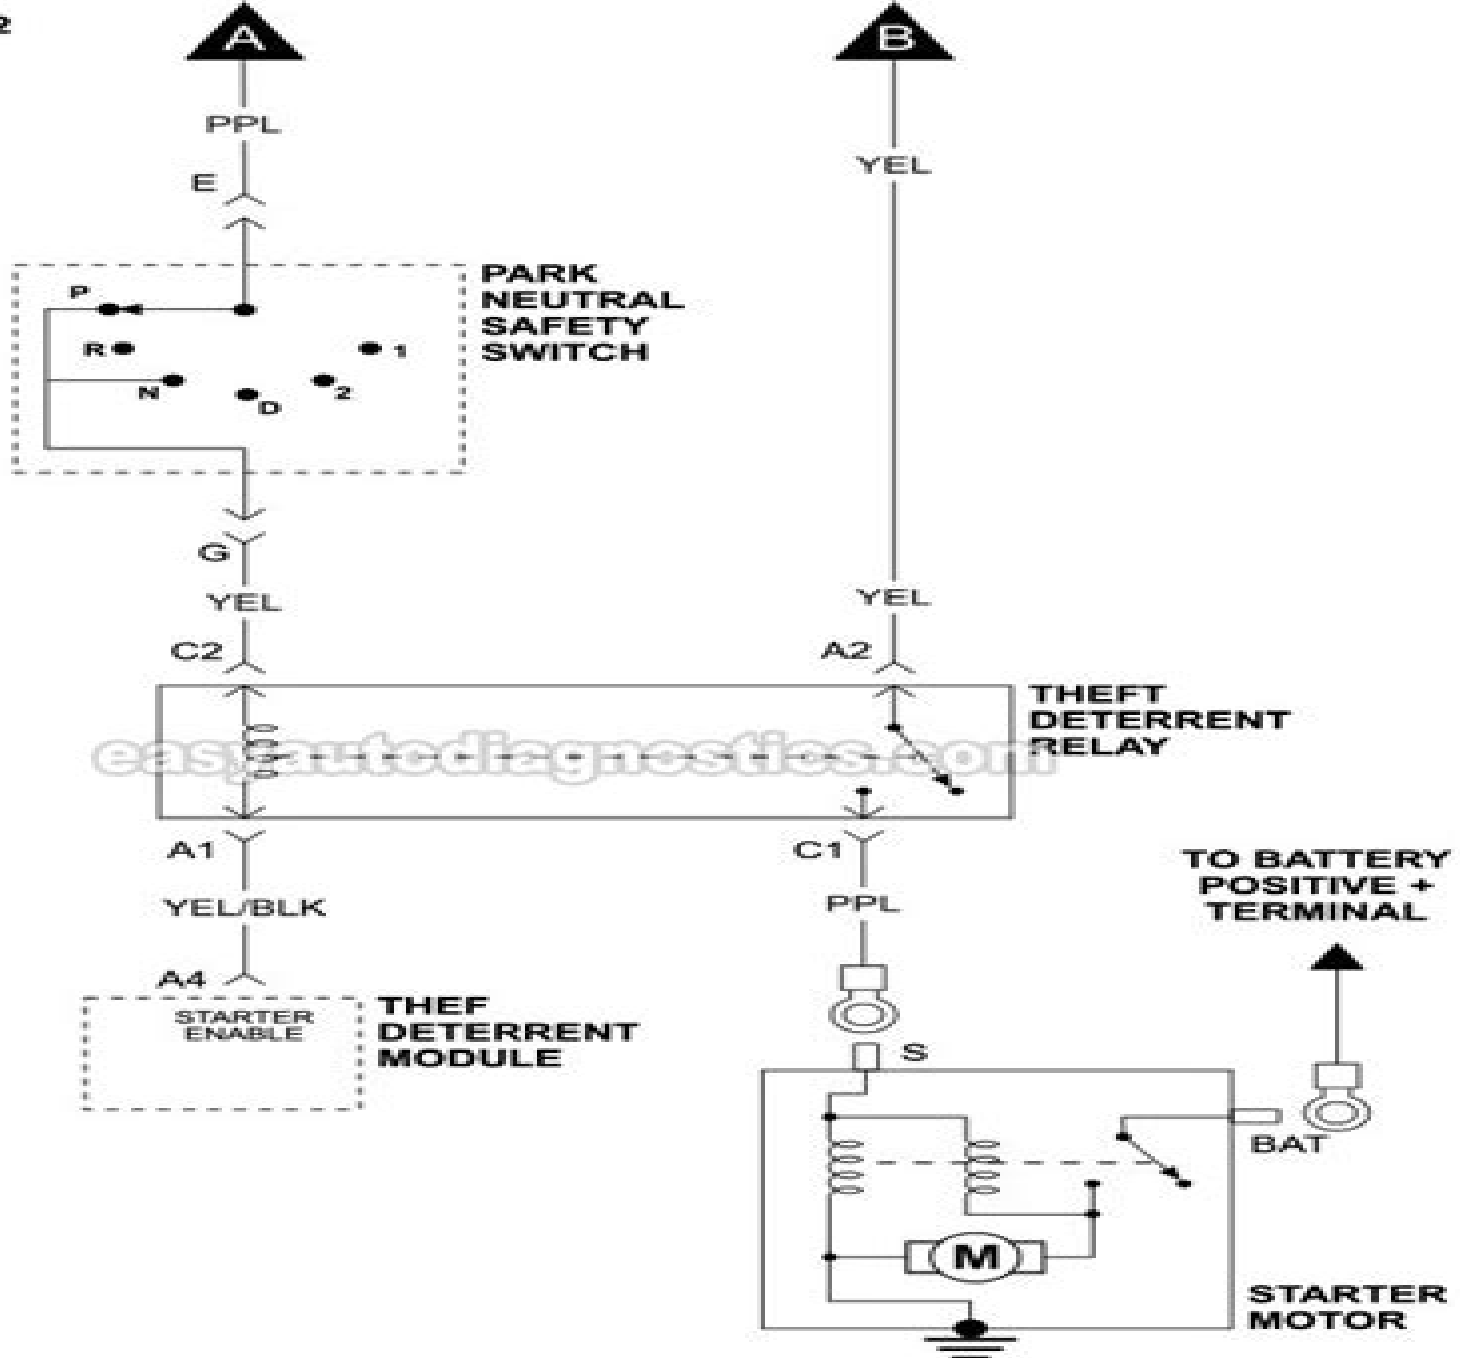 2
A
B
PPL
YEL
E
PARK
NEUTRAL
SAFETY
SWITCH
P
R
N
D
2
1
G
YEL
YEL
C2
A2
THEFT
DETERRENT
RELAY
easyautodiagnostics.com
A1
C1
YEL/BLK
PPL
TO BATTERY
POSITIVE +
TERMINAL
A4
STARTER
ENABLE
THEF
DETERRENT
MODULE
S
BAT
M
STARTER
MOTOR